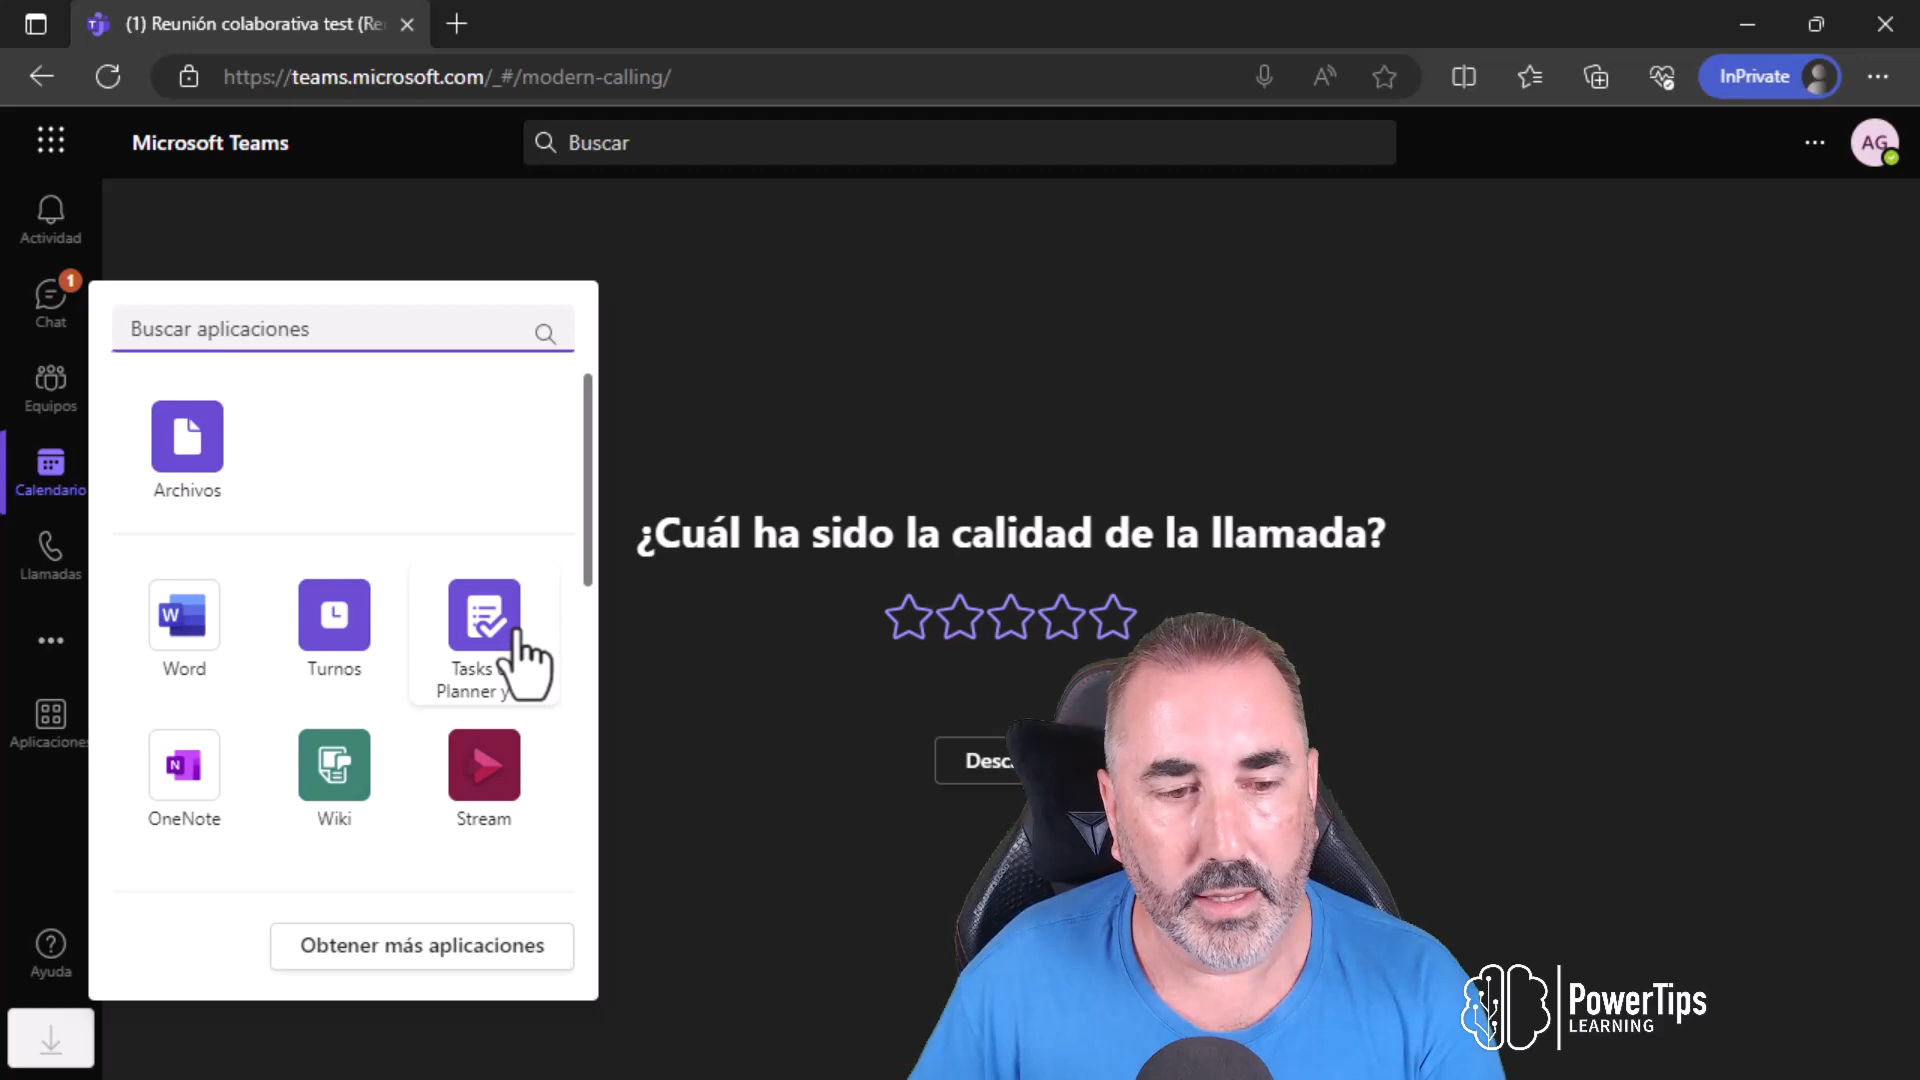 (1) Reunión colaborativa test (Re
https://teams.microsoft.com/_#/modern-calling/
InPrivate
Microsoft Teams
Buscar
AG
Actividad
1
Chat
Equipos
Calendario
Llamadas
Aplicaciones
Ayuda
Buscar aplicaciones
Archivos
W
Word
Turnos
Tasks
Planner y
N
OneNote
Wiki
Stream
Obtener más aplicaciones
¿Cuál ha sido la calidad de la llamada?
Desca
PowerTips
LEARNING